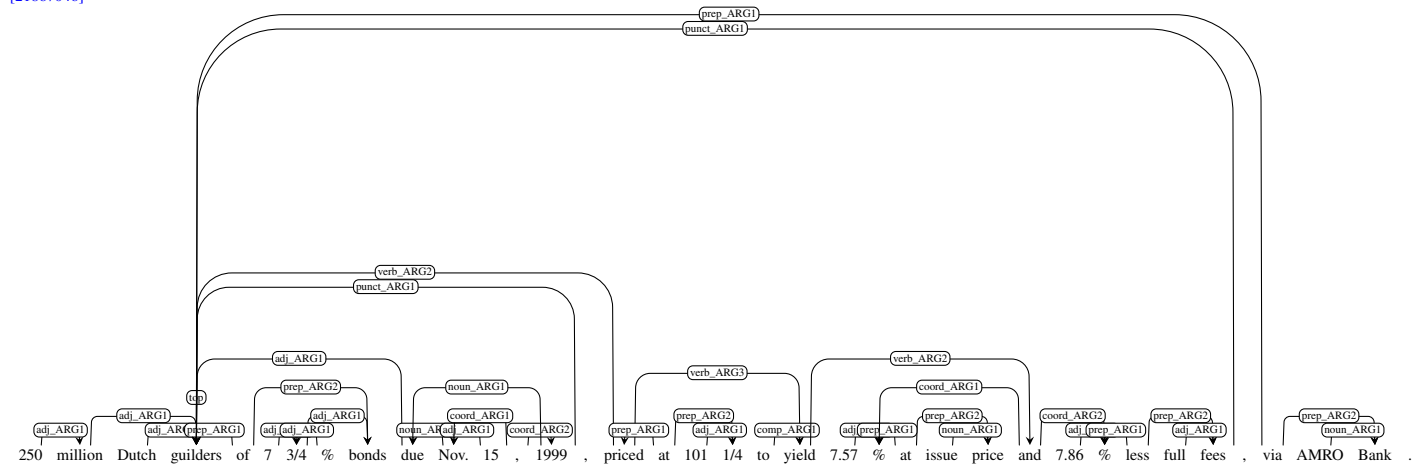 prep_ARG1
punct_ARG1
verb_ARG2
punct_ARG1
adj_ARG1 verb_ARG2
verb_ARG3
prep_ARG2 noun_ARG1 coord_ARG1
top
adj_ARG1 adj_ARG1 coord_ARG1 prep_ARG2 prep_ARG2 coord_ARG2 prep_ARG2 prep_ARG2
adj_ARG1 prep_ARG1 adj_ARG1 adj_ARG1 coord_ARG2 prep_ARG1 adj_ARG1 comp_ARG1 prep_ARG1 noun_ARG1 prep_ARG1 adj_ARG1 noun_ARG1
250 million Dutch guilders of 7 3/4 % bonds due Nov. 15 , 1999 , priced at 101 1/4 to yield 7.57 % at issue price and 7.86 % less full fees , via AMRO Bank .